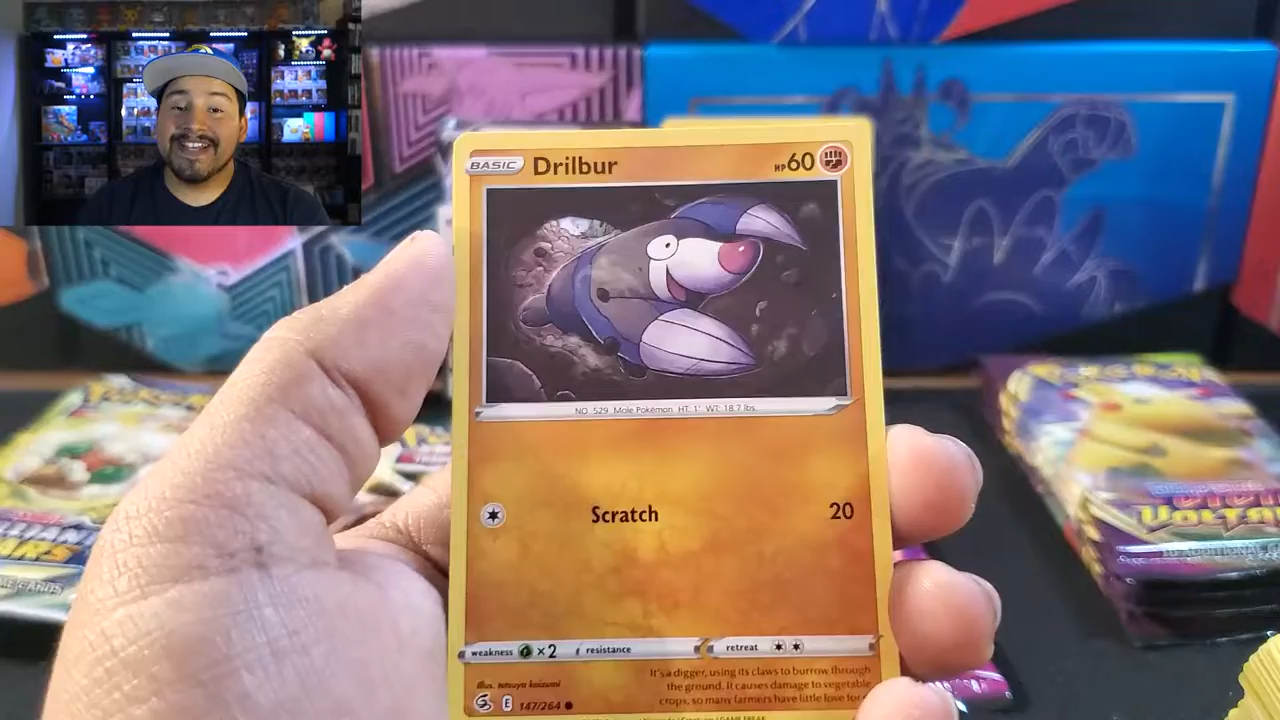 BASIC Drilbur HP60
NO. 529 Mole Pokémon HT: 1' WT: 18.7 lbs.
Scratch 20
weakness ×2 resistance retreat
Illus. tetsuya koizumi
It's a digger, using its claws to burrow through
the ground. It causes damage to vegetable
crops, so many farmers have little love for
E 147/264
POKÉMON
VOLTA